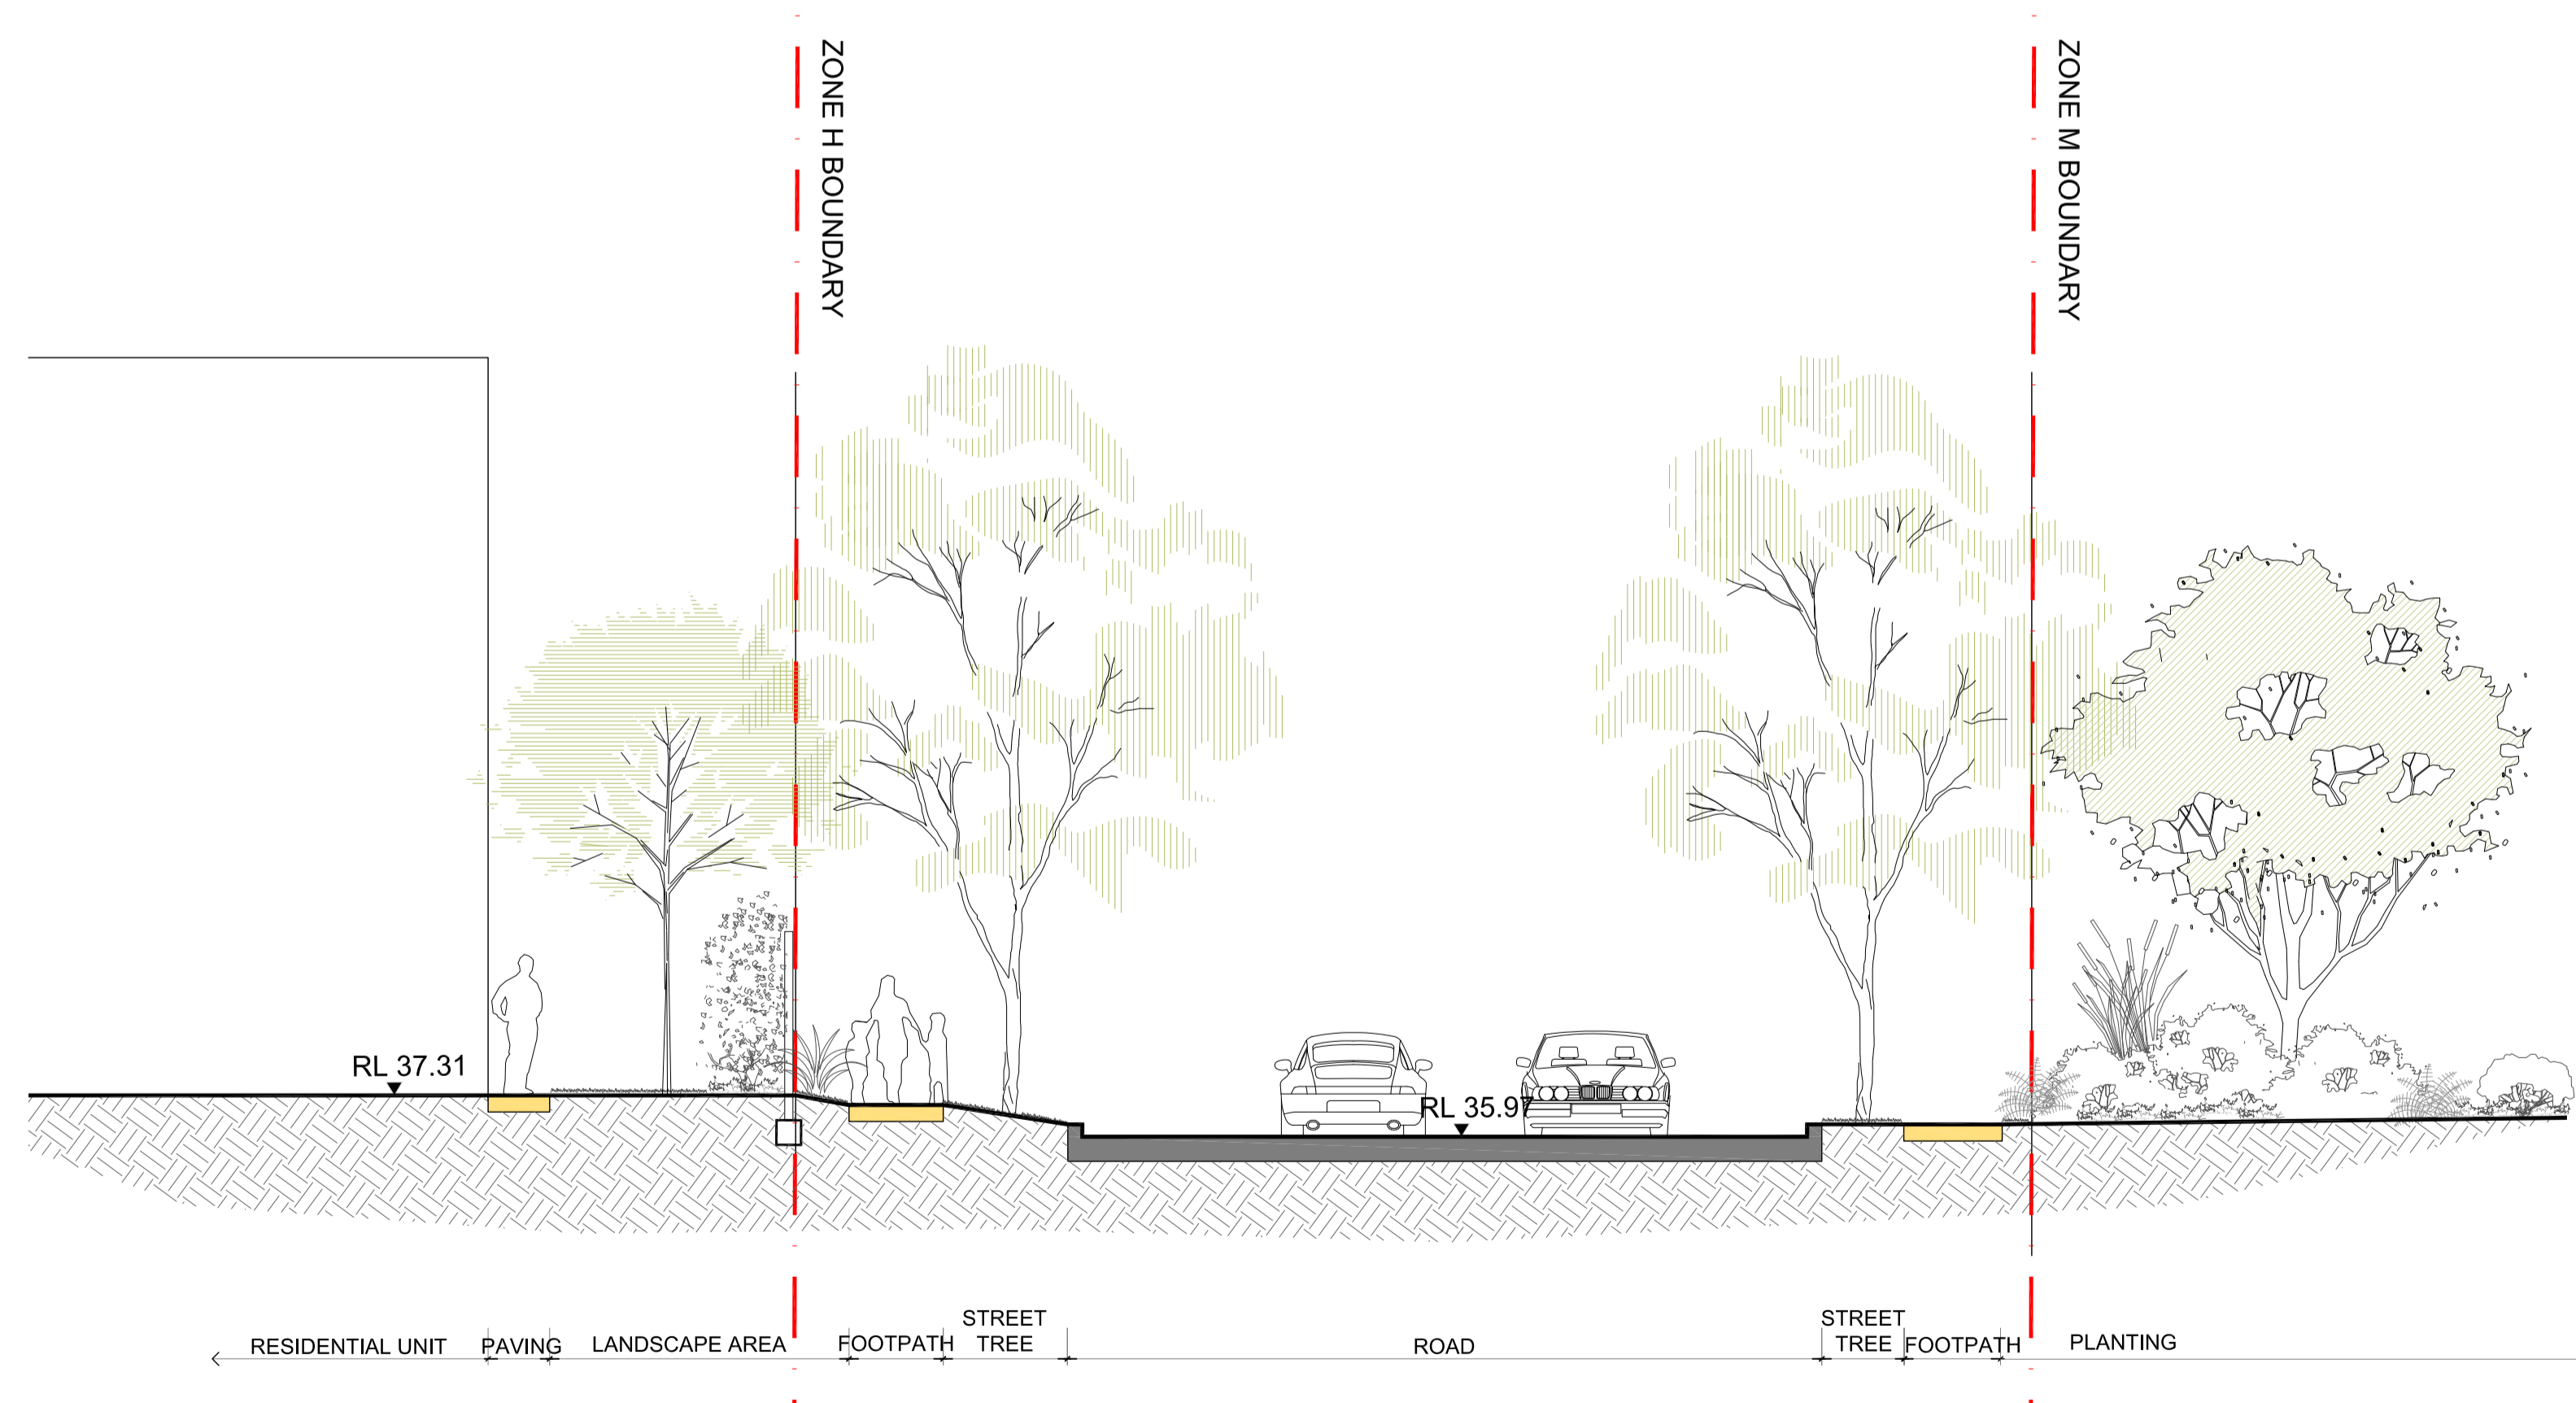 ZONE H BOUNDARY
ZONE M BOUNDARY
RL 37.31
RL 35.97
RESIDENTIAL UNIT
PAVING
LANDSCAPE AREA
FOOTPATH
STREET
TREE
ROAD
STREET
TREE
FOOTPATH
PLANTING